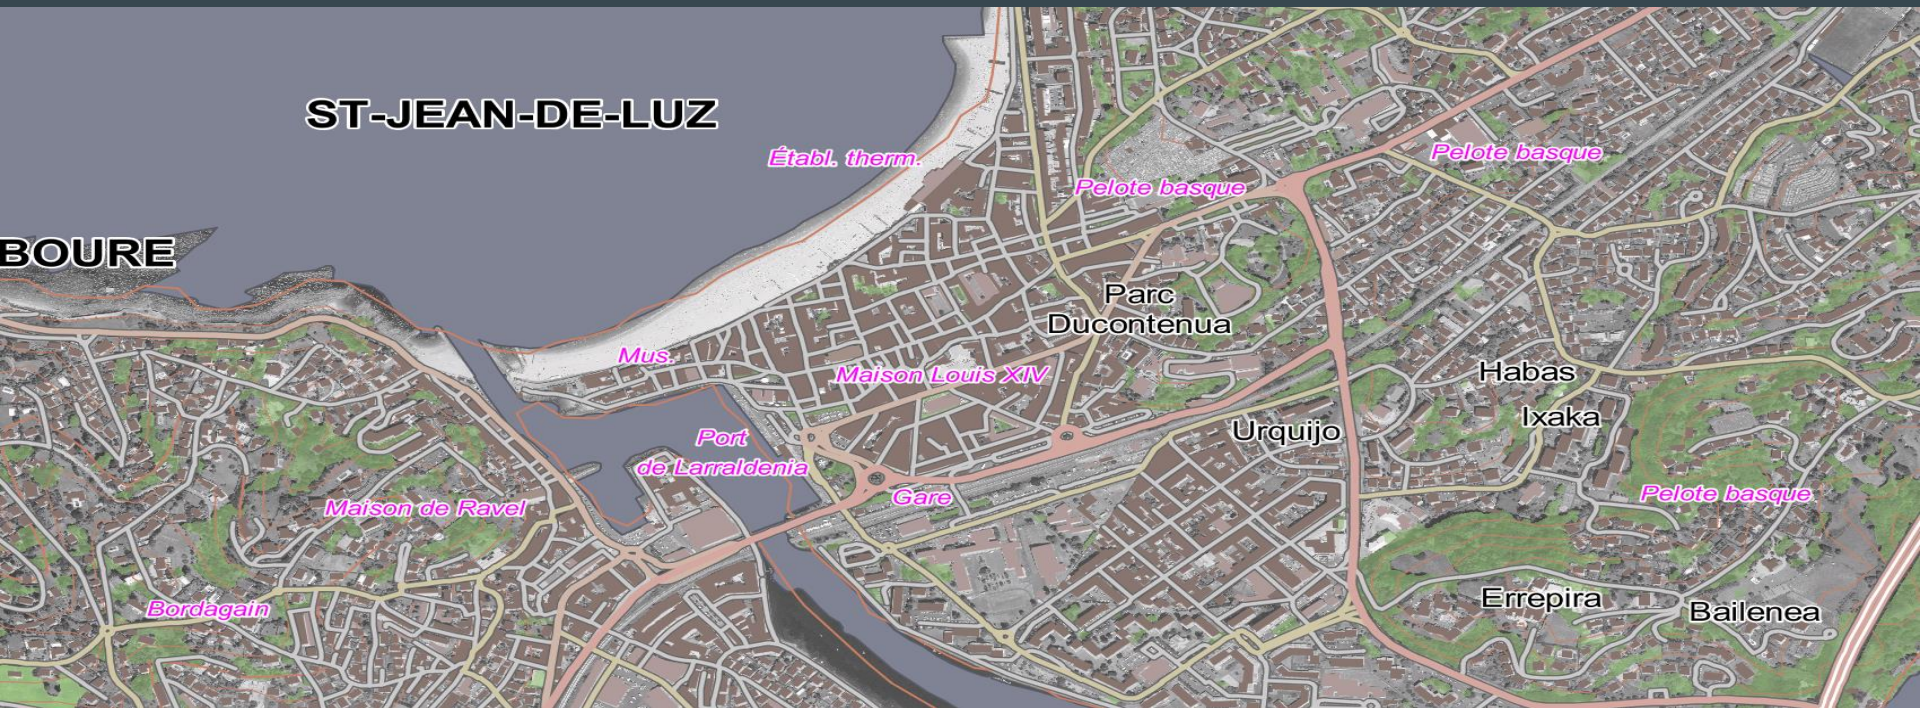 ST-JEAN-DE-LUZ
Établ. therm.
Pelote basque
Pelote basque
BOURE
Parc
Ducontenua
Mus.
Maison Louis XIV
Habas
Ixaka
Urquijo
Port
de Larraldenia
Gare
Pelote basque
Maison de Ravel
Bordagain
Errepira
Bailenea